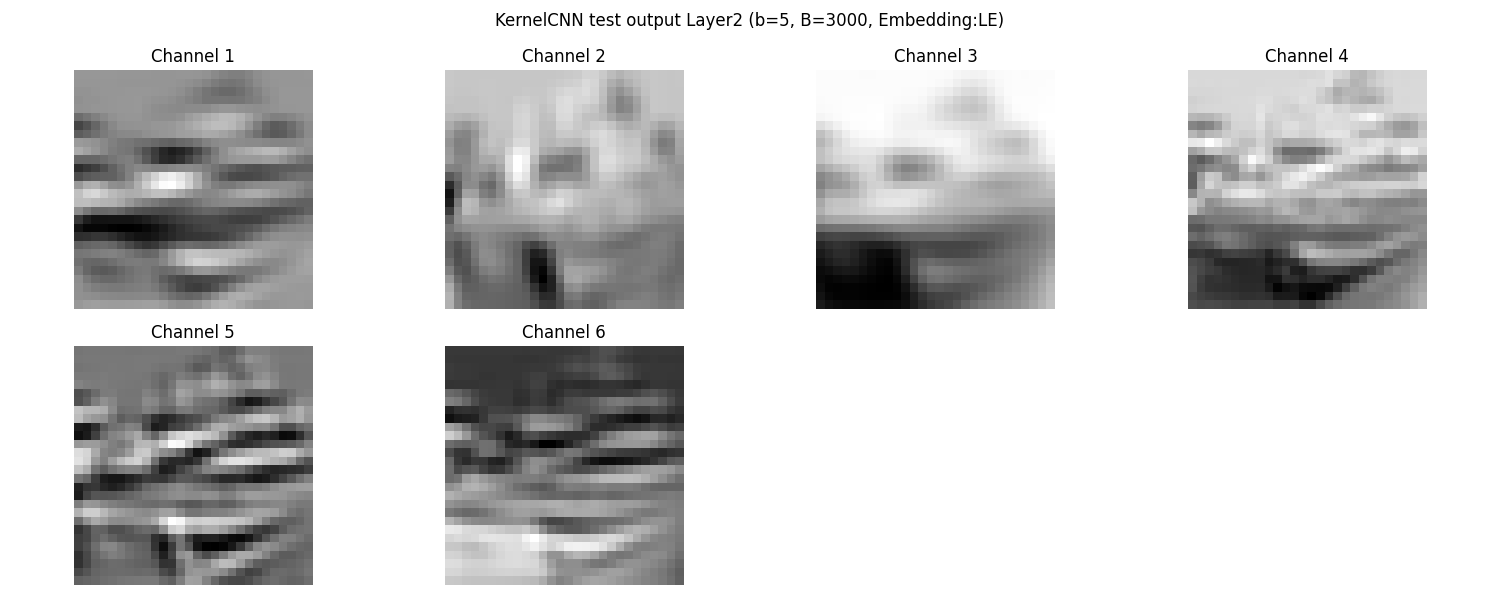 KernelCNN test output Layer2 (b=5, B=3000, Embedding:LE)
Channel 1
Channel 2
Channel 3
Channel 4
Channel 5
Channel 6